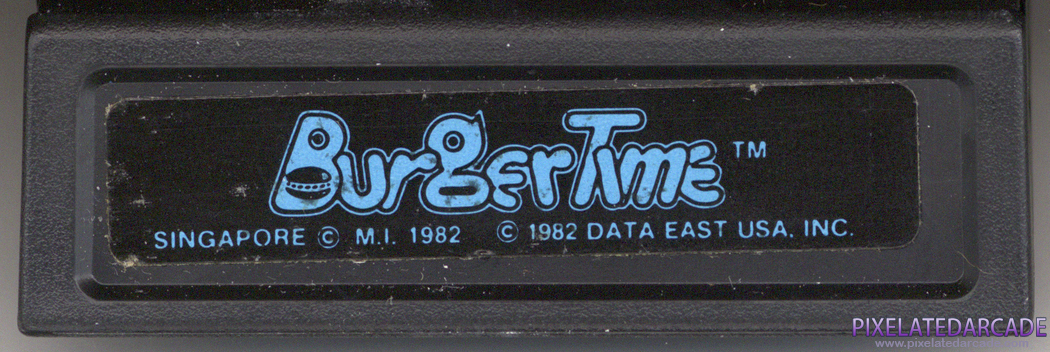 BurgerTime ™
SINGAPORE © M.I. 1982 © 1982 DATA EAST USA, INC.
PIXELATEDARCADE
www.pixelatedarcade.com